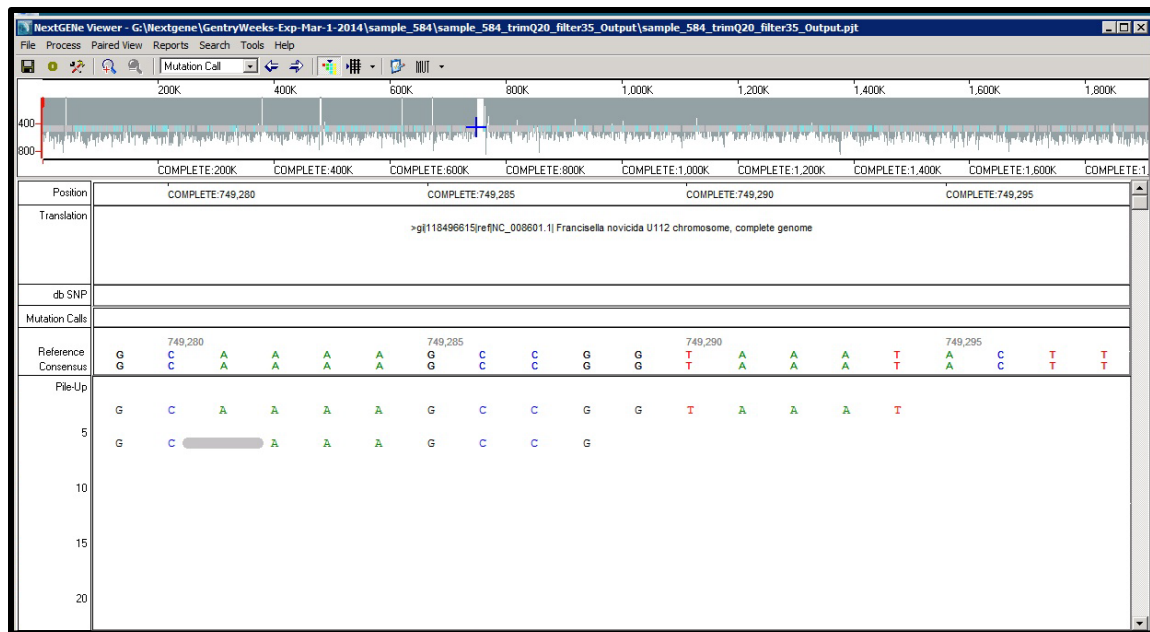 NextGENe Viewer - G:\Nextgene\GentryWeeks-Exp-Mar-1-2014\sample_584\sample_584_trimQ20_filter35_Output\sample_584_trimQ20_filter35_Output.pjt
File Process Paired View Reports Search Tools Help
Mutation Call MUT
200K 400K 600K 800K 1,000K 1,200K 1,400K 1,600K 1,800K
400
800
COMPLETE:200K COMPLETE:400K COMPLETE:600K COMPLETE:800K COMPLETE:1,000K COMPLETE:1,200K COMPLETE:1,400K COMPLETE:1,600K COMPLETE:1,
Position COMPLETE:749,280 COMPLETE:749,285 COMPLETE:749,290 COMPLETE:749,295
Translation
>gi|118496615|ref|NC_008601.1| Francisella novicida U112 chromosome, complete genome
db SNP
Mutation Calls
749,280 749,285 749,290 749,295
Reference G C A A A A G C C G G T A A A T A C T T
Consensus G C A A A A G C C G G T A A A T A C T T
Pile-Up
G C A A A A G C C G G T A A A T
5
G C A A A G C C G
10
15
20